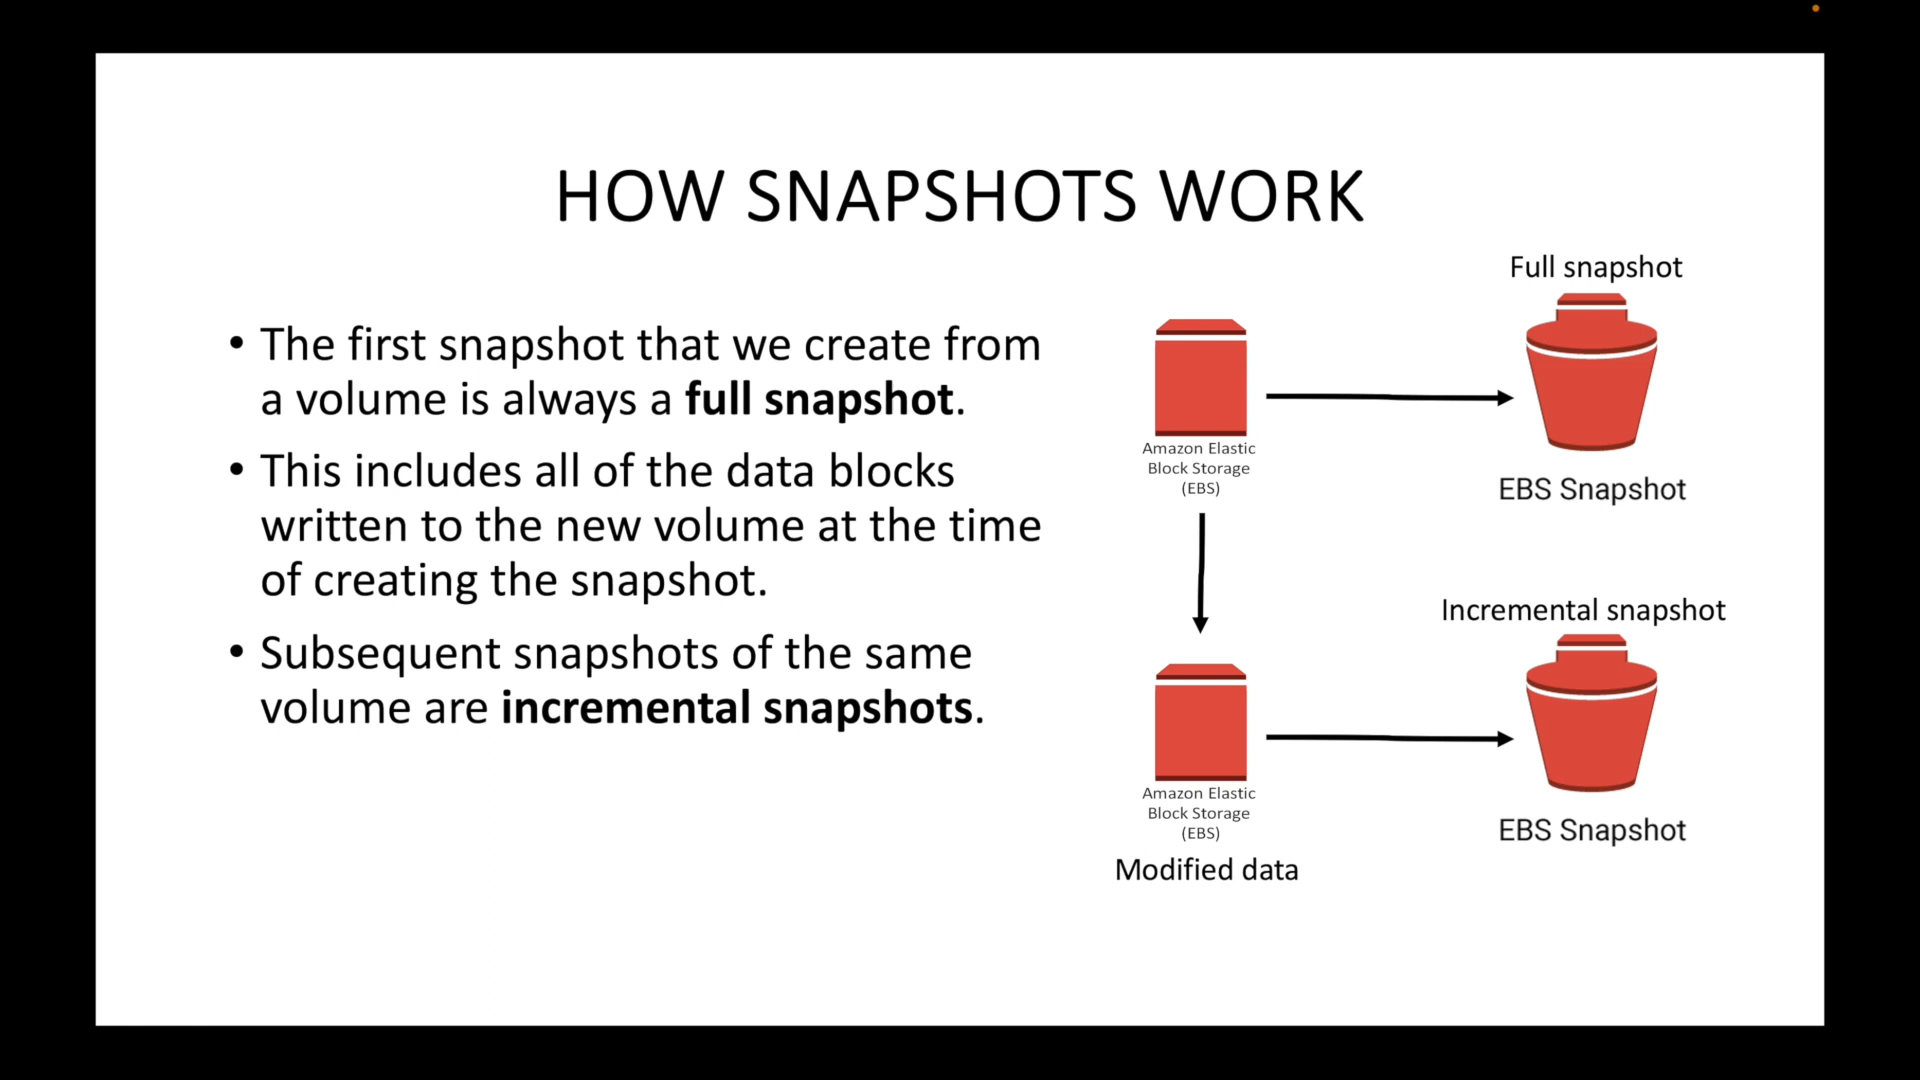 HOW SNAPSHOTS WORK
• The first snapshot that we create from
a volume is always a full snapshot.
• This includes all of the data blocks
written to the new volume at the time
of creating the snapshot.
• Subsequent snapshots of the same
volume are incremental snapshots.
Full snapshot
Amazon Elastic
Block Storage
(EBS)
EBS Snapshot
Incremental snapshot
Amazon Elastic
Block Storage
(EBS)
EBS Snapshot
Modified data